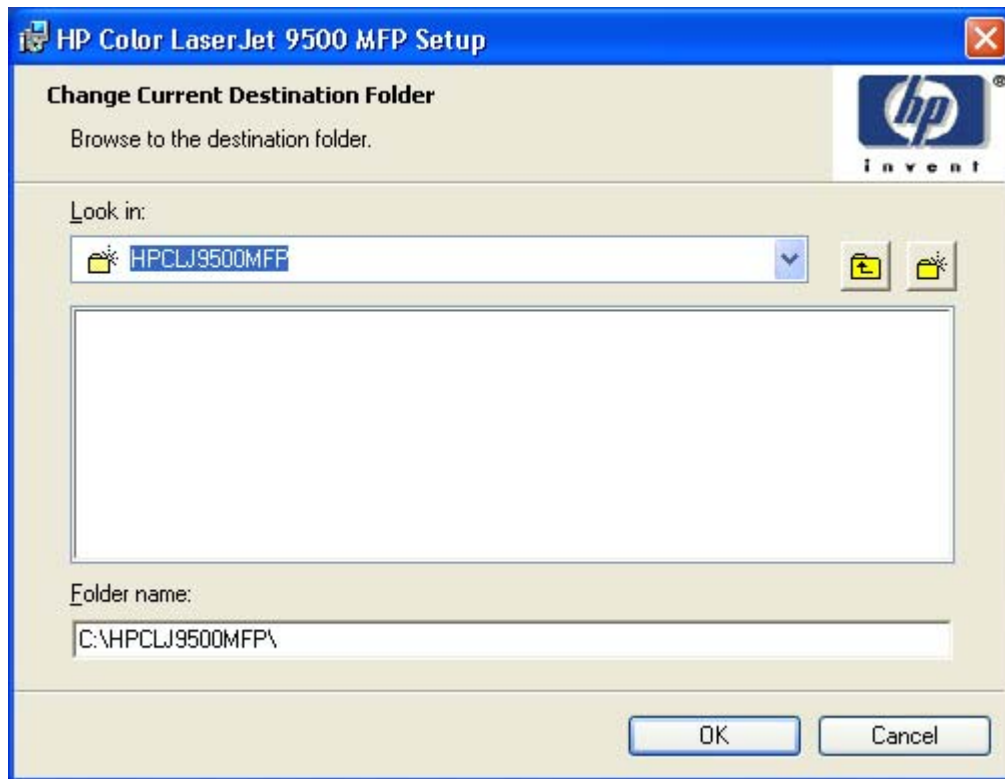 HP Color LaserJet 9500 MFP Setup
Change Current Destination Folder
Browse to the destination folder.
hp ®
invent
Look in:
HPCLJ9500MFP
Folder name:
C:\HPCLJ9500MFP\
OK Cancel